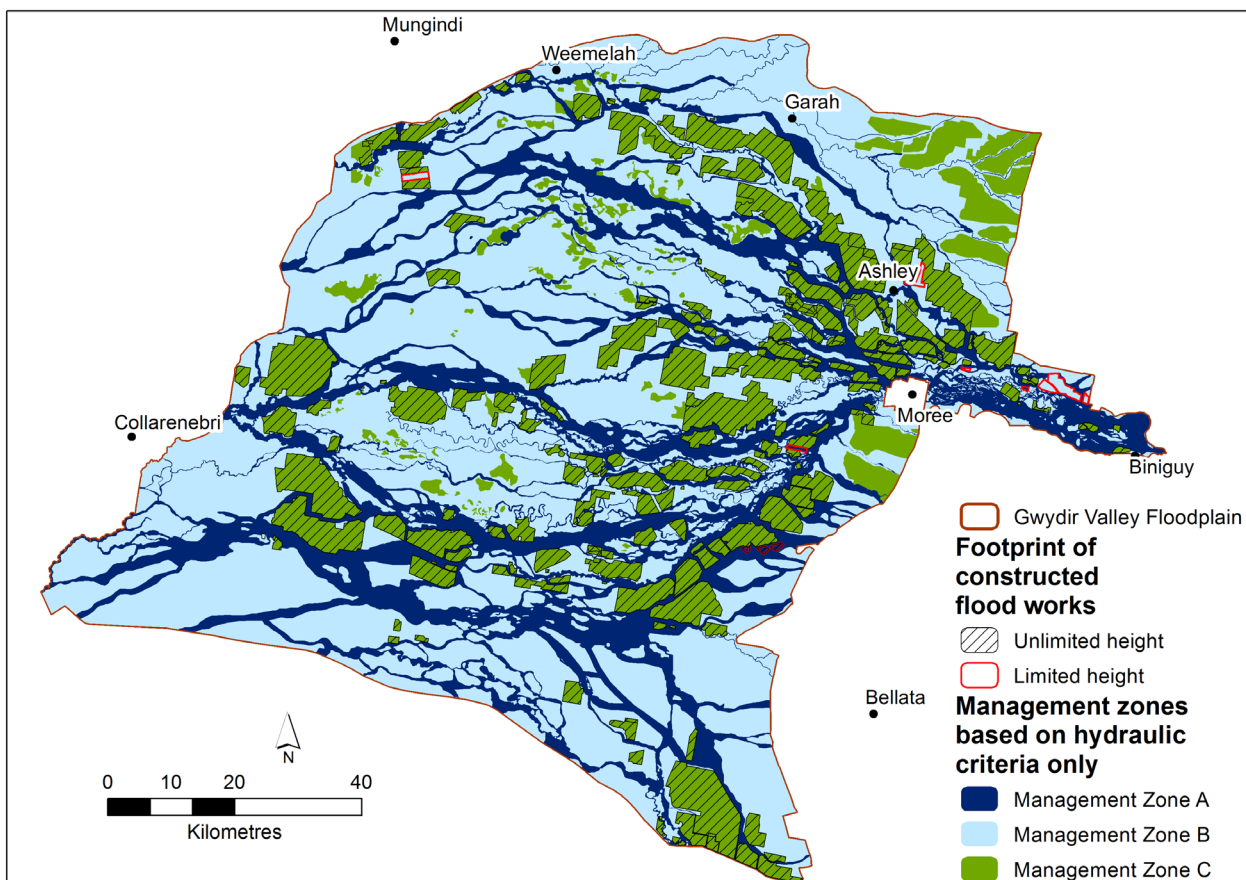 Mungindi
Weemelah
Garah
Ashley
Moree
Collarenebri
Biniguy
Bellata
Gwydir Valley Floodplain
Footprint of
constructed
flood works
Unlimited height
Limited height
Management zones
based on hydraulic
criteria only
Management Zone A
Management Zone B
Management Zone C
N
0 10 20 40
Kilometres